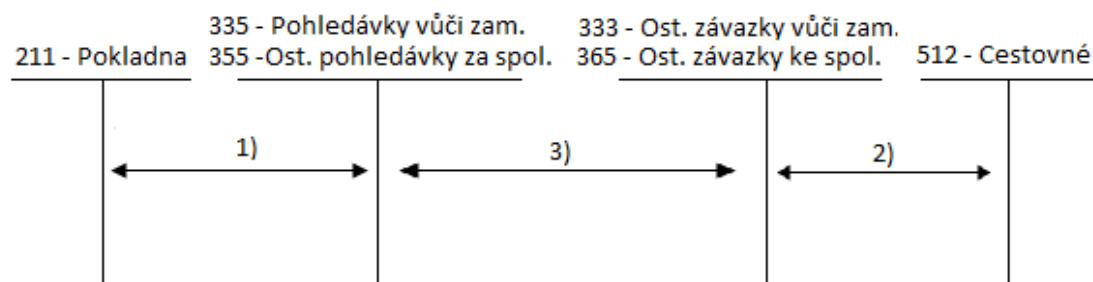 211 - Pokladna
335 - Pohledávky vůči zam.
355 -Ost. pohledávky za spol.
333 - Ost. závazky vůči zam.
365 - Ost. závazky ke spol.
512 - Cestovné
1)
3)
2)